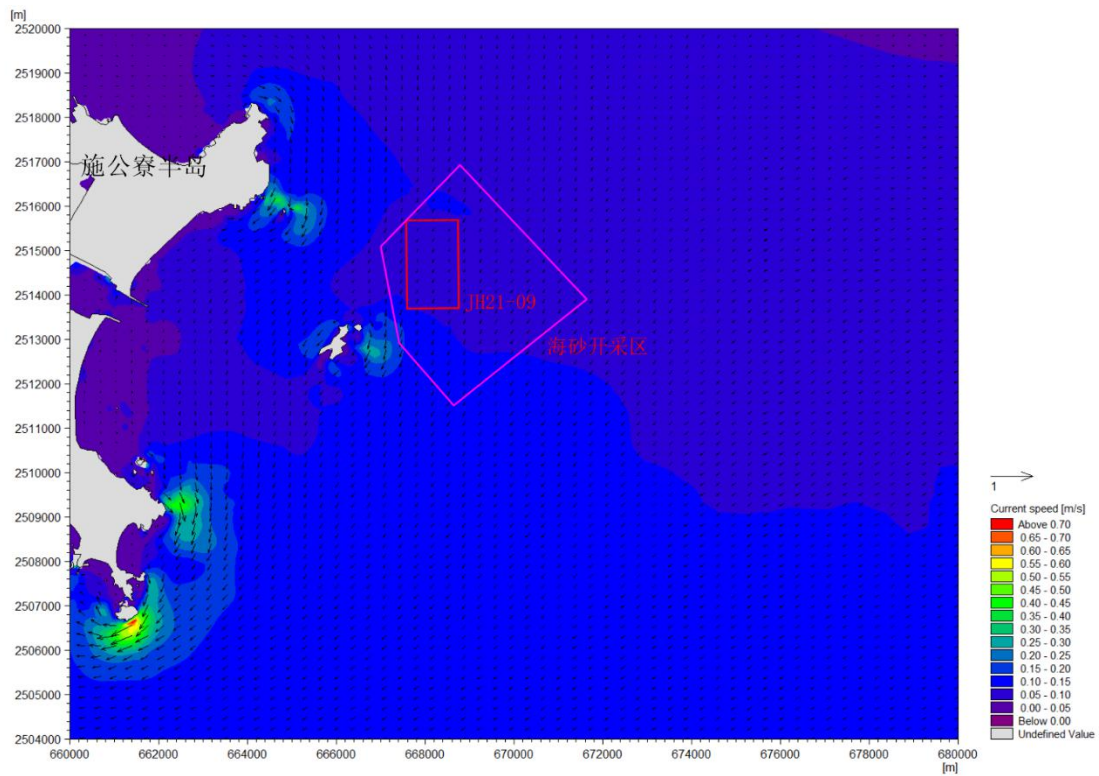 [m]
2520000
2519000
2518000
2517000
2516000
2515000
2514000
2513000
2512000
2511000
2510000
2509000
2508000
2507000
2506000
2505000
2504000
施公寮半岛
JH21-09
海砂开采区
660000 662000 664000 666000 668000 670000 672000 674000 676000 678000 680000
[m]
1
Current speed [m/s]
Above 0.70
0.65 - 0.70
0.60 - 0.65
0.55 - 0.60
0.50 - 0.55
0.45 - 0.50
0.40 - 0.45
0.35 - 0.40
0.30 - 0.35
0.25 - 0.30
0.20 - 0.25
0.15 - 0.20
0.10 - 0.15
0.05 - 0.10
0.00 - 0.05
Below 0.00
Undefined Value